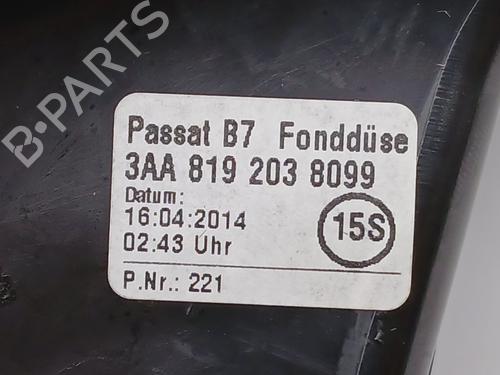 B-PARTS
Passat B7 Fonddüse
3AA 819 203 8099
Datum:
16:04:2014
02:43 Uhr
15S
P.Nr.: 221